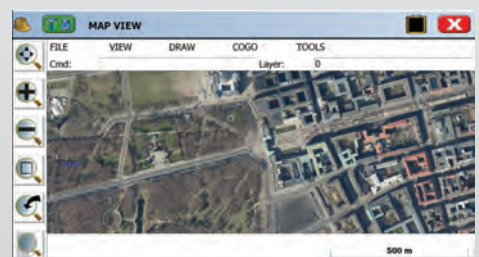 MAP VIEW
FILE VIEW DRAW COGO TOOLS
Cmd: Layer: 0
500 m